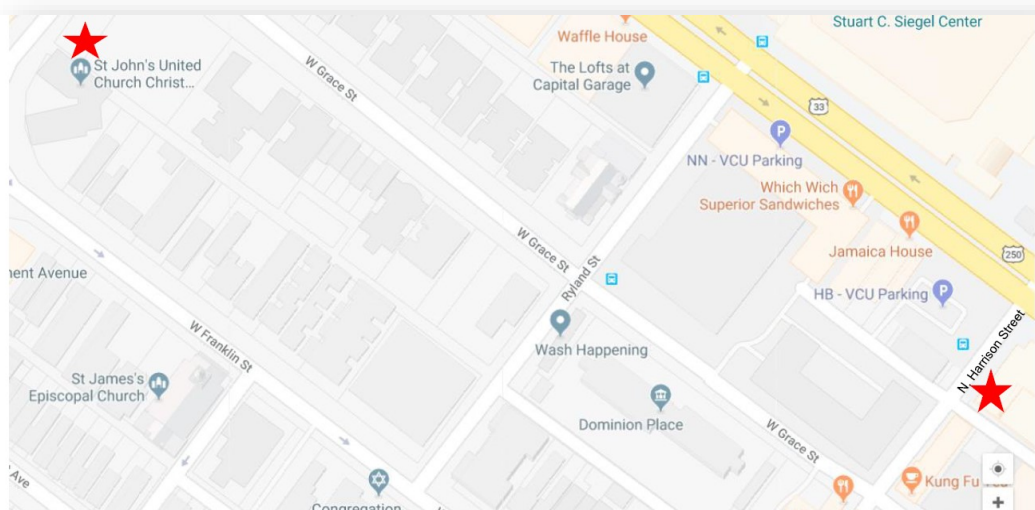 Stuart C. Siegel Center
Waffle House
St John's United
Church Christ...
W Grace St
The Lofts at
Capital Garage
33
NN - VCU Parking
Which Wich
Superior Sandwiches
W Grace St
Jamaica House
250
ent Avenue
Ryland St
HB - VCU Parking
N. Harrison Street
W Franklin St
Wash Happening
St James's
Episcopal Church
Dominion Place
W Grace St
Ave
Kung Fu
Congregation